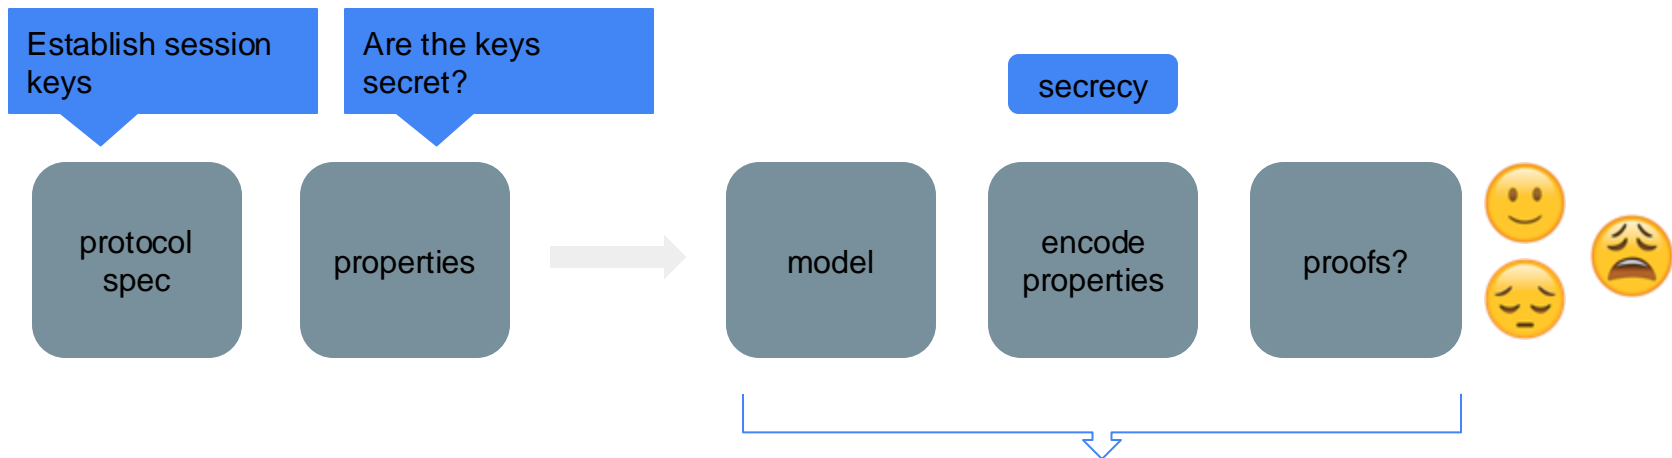 Establish session
keys
Are the keys
secret?
secrecy
protocol
spec
properties
model
encode
properties
proofs?